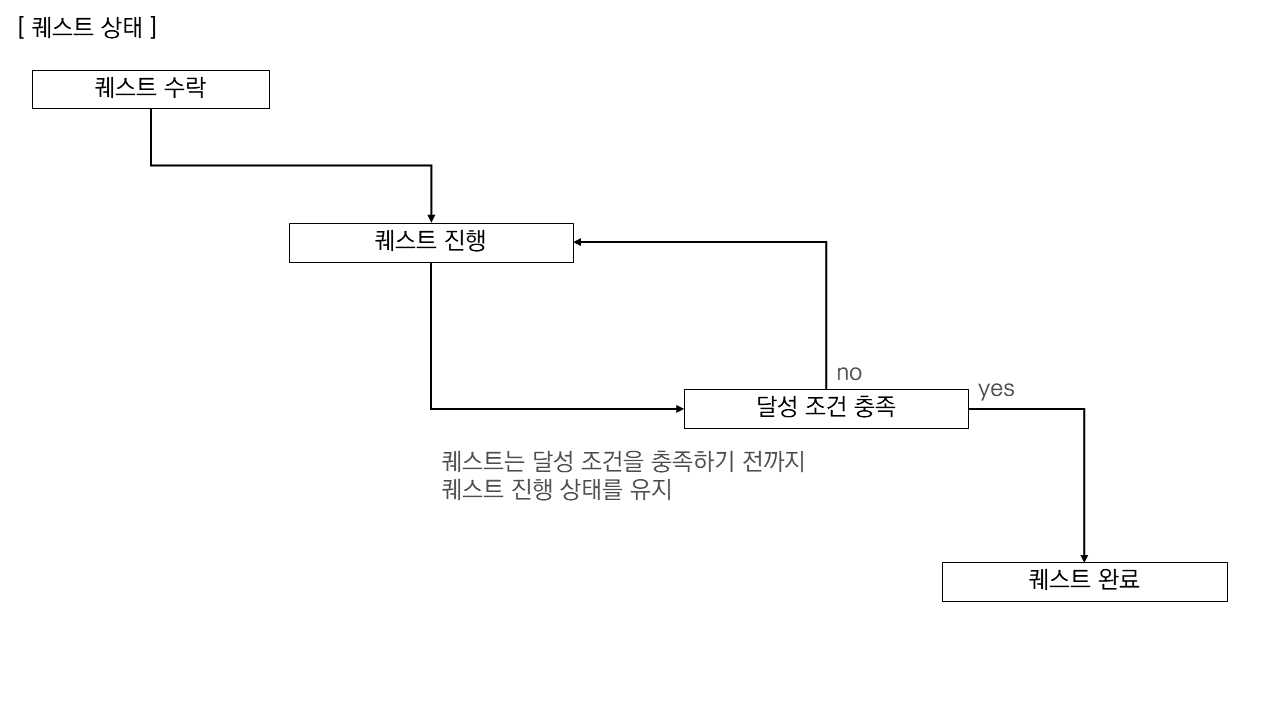 [ 퀘스트 상태 ]
퀘스트 수락
퀘스트 진행
no
yes
달성 조건 충족
퀘스트는 달성 조건을 충족하기 전까지
퀘스트 진행 상태를 유지
퀘스트 완료